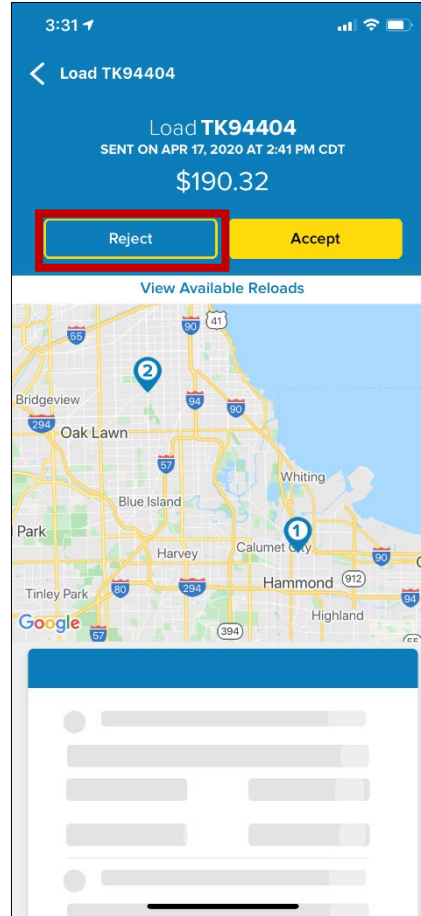 3:31
Load TK94404
Load TK94404
SENT ON APR 17, 2020 AT 2:41 PM CDT
$190.32
Reject
Accept
View Available Reloads
55
90
41
2
Bridgeview
94
90
294
Oak Lawn
57
Whiting
Blue Island
Park
1
Harvey
Calumet City
90
Tinley Park
80
294
Hammond
912
94
Google
57
394
Highland